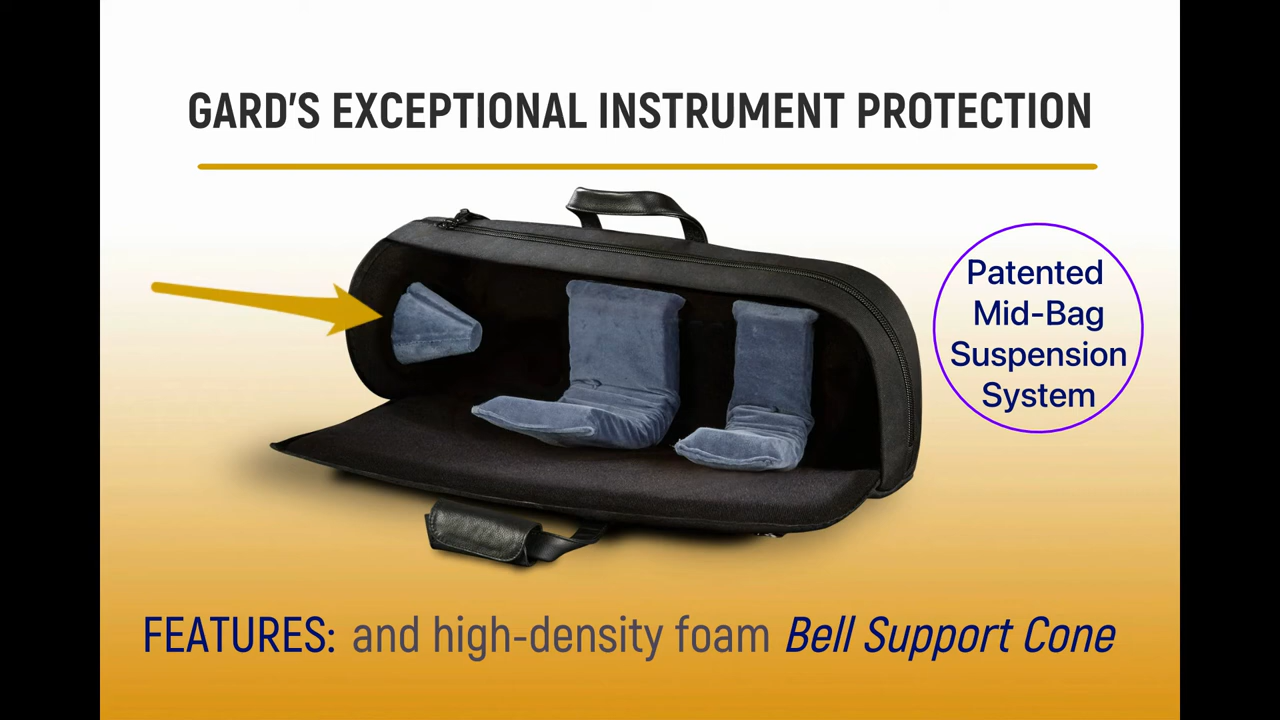 GARD'S EXCEPTIONAL INSTRUMENT PROTECTION
Patented
Mid-Bag
Suspension
System
FEATURES: and high-density foam Bell Support Cone